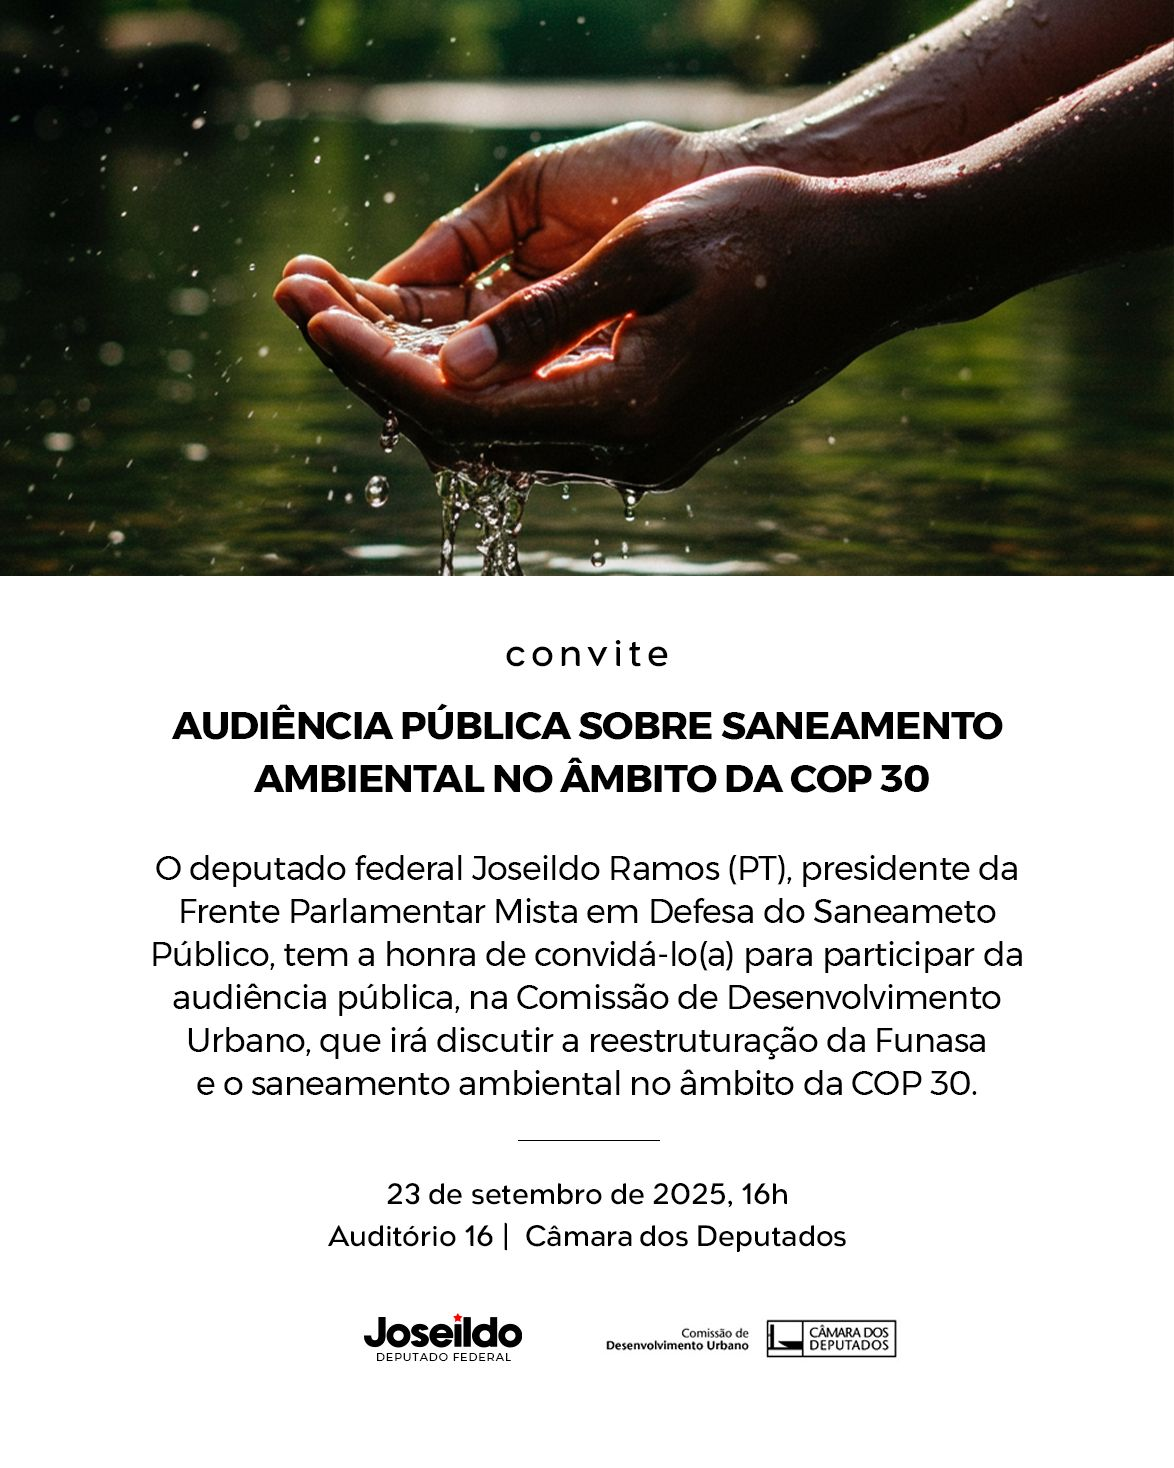 convite
AUDIÊNCIA PÚBLICA SOBRE SANEAMENTO
AMBIENTAL NO ÂMBITO DA COP 30
O deputado federal Joseildo Ramos (PT), presidente da
Frente Parlamentar Mista em Defesa do Saneameto
Público, tem a honra de convidá-lo(a) para participar da
audiência pública, na Comissão de Desenvolvimento
Urbano, que irá discutir a reestruturação da Funasa
e o saneamento ambiental no âmbito da COP 30.
23 de setembro de 2025, 16h
Auditório 16 | Câmara dos Deputados
Joseildo
DEPUTADO FEDERAL
Comissão de
Desenvolvimento Urbano
CÂMARA DOS
DEPUTADOS